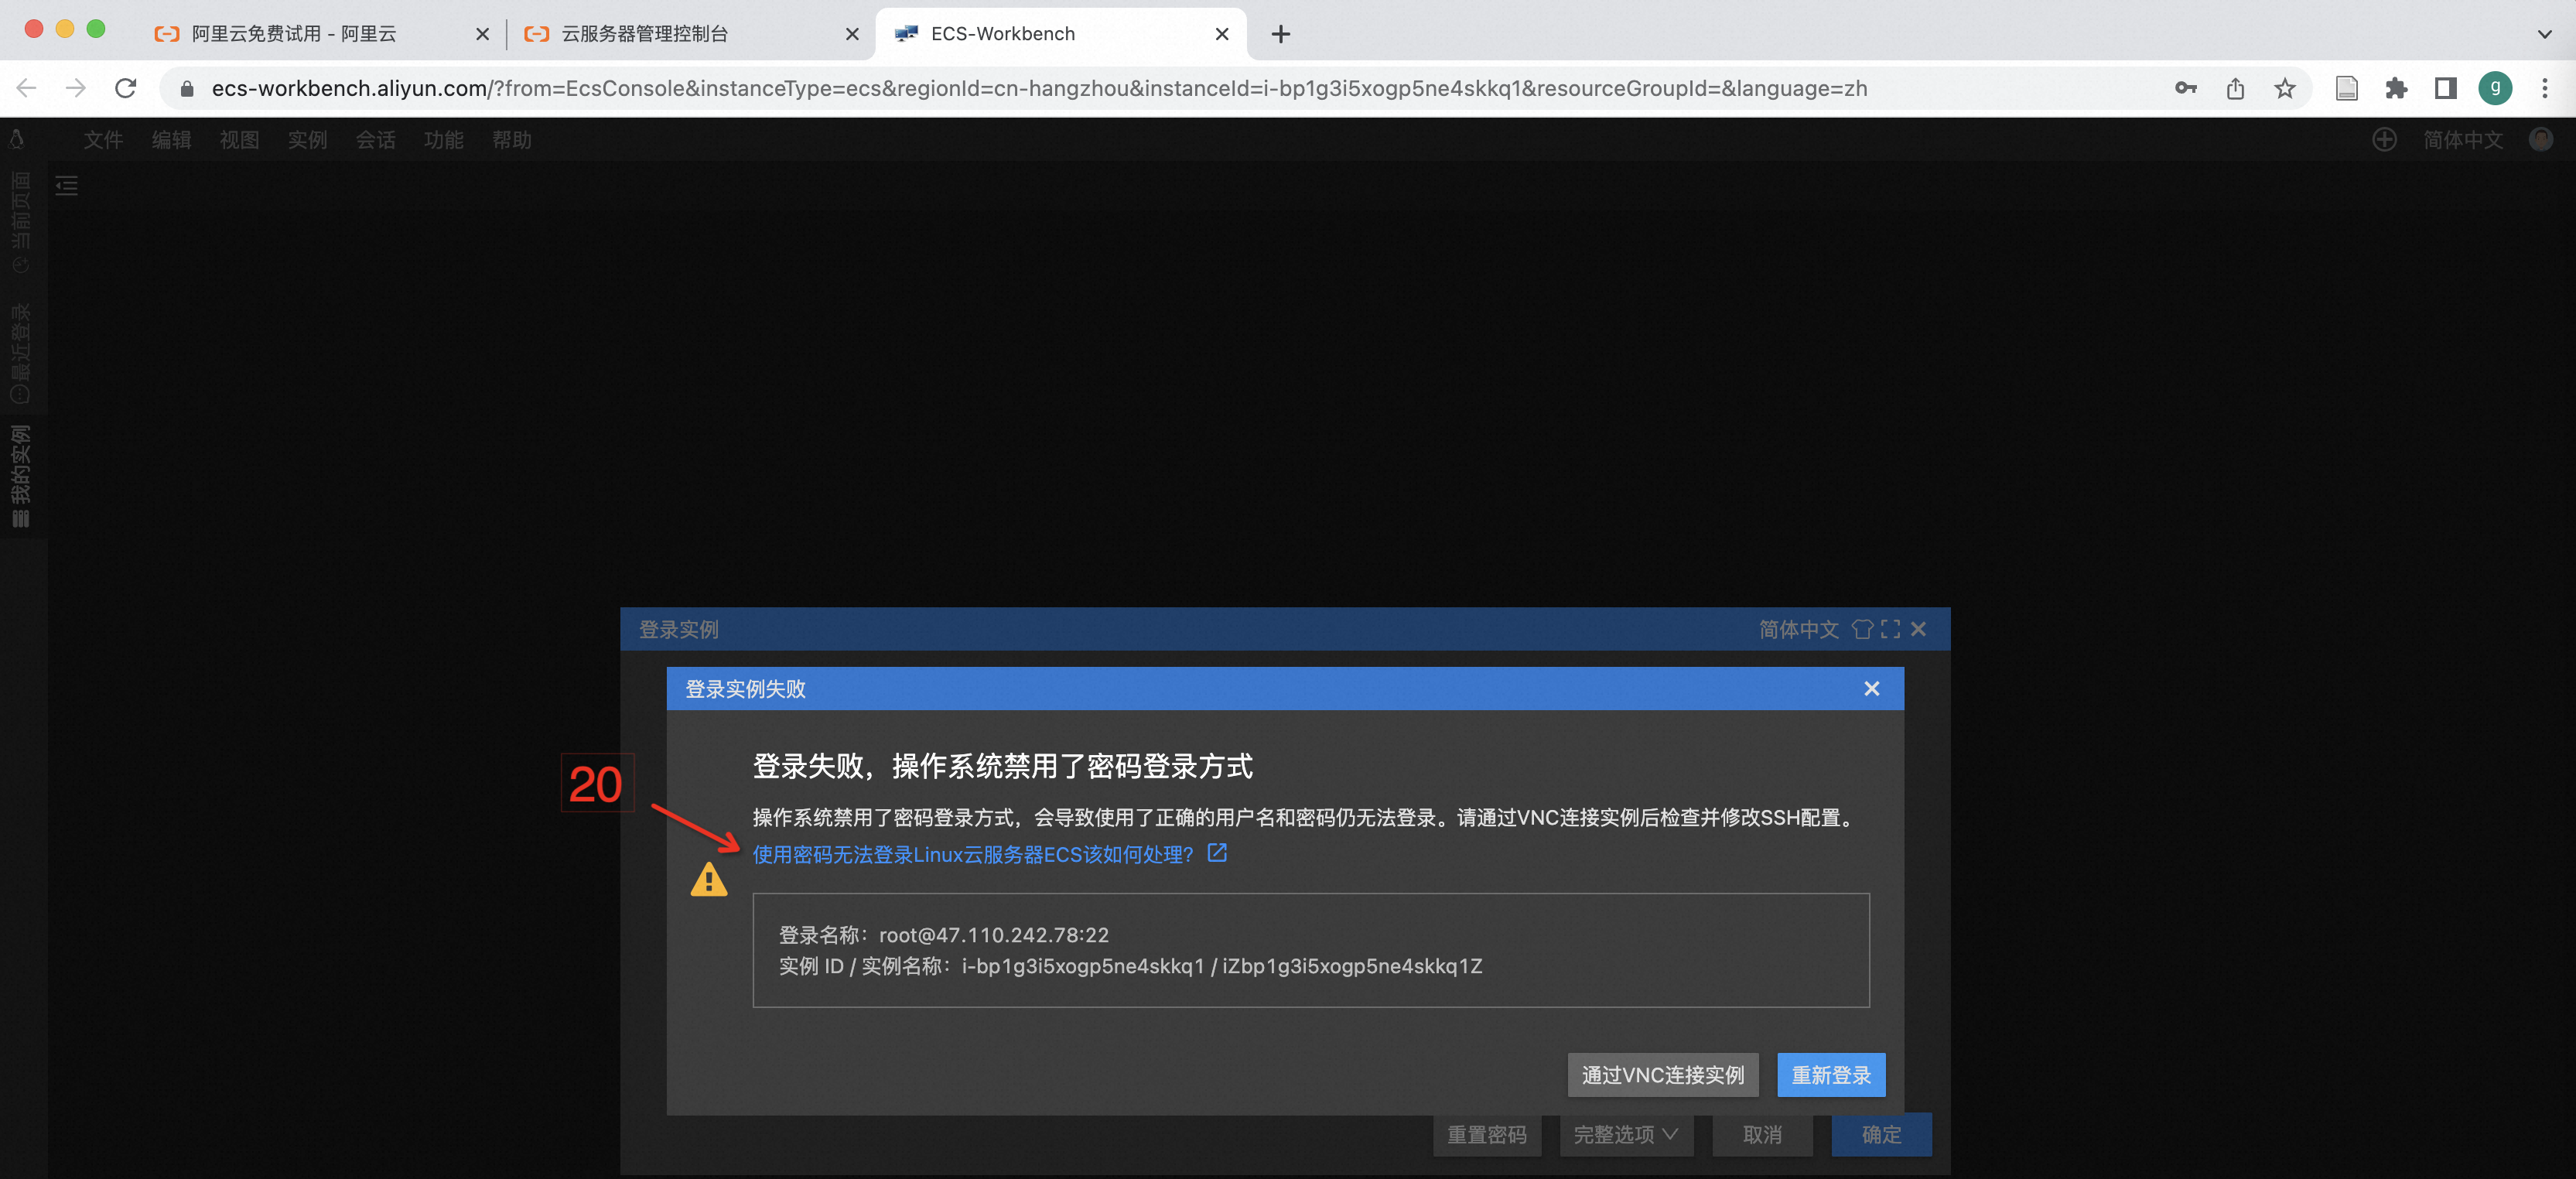 阿里云免费试用 - 阿里云
云服务器管理控制台
ECS-Workbench
ecs-workbench.aliyun.com/?from=EcsConsole&instanceType=ecs&regionId=cn-hangzhou&instanceId=i-bp1g3i5xogp5ne4skkq1&resourceGroupId=&language=zh
g
文件 编辑 视图 实例 会话 功能 帮助
简体中文
当前页面
最近登录
我的实例
登录实例
简体中文
登录实例失败
登录失败，操作系统禁用了密码登录方式
20
操作系统禁用了密码登录方式，会导致使用了正确的用户名和密码仍无法登录。请通过VNC连接实例后检查并修改SSH配置。
使用密码无法登录Linux云服务器ECS该如何处理?
登录名称：root@47.110.242.78:22
实例 ID / 实例名称：i-bp1g3i5xogp5ne4skkq1 / iZbp1g3i5xogp5ne4skkq1Z
通过VNC连接实例 重新登录
重置密码 完整选项 取消 确定